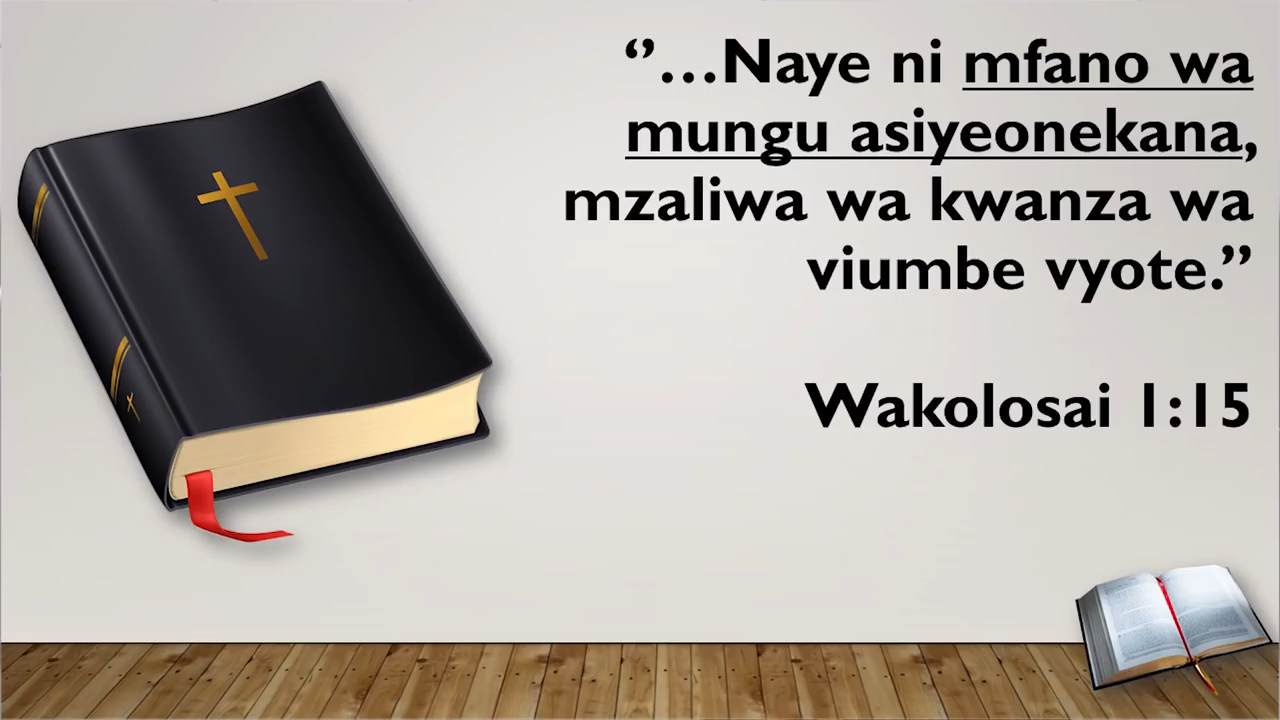 ‘’…Naye ni mfano wa
mungu asiyeonekana,
mzaliwa wa kwanza wa
viumbe vyote.’’
Wakolosai 1:15